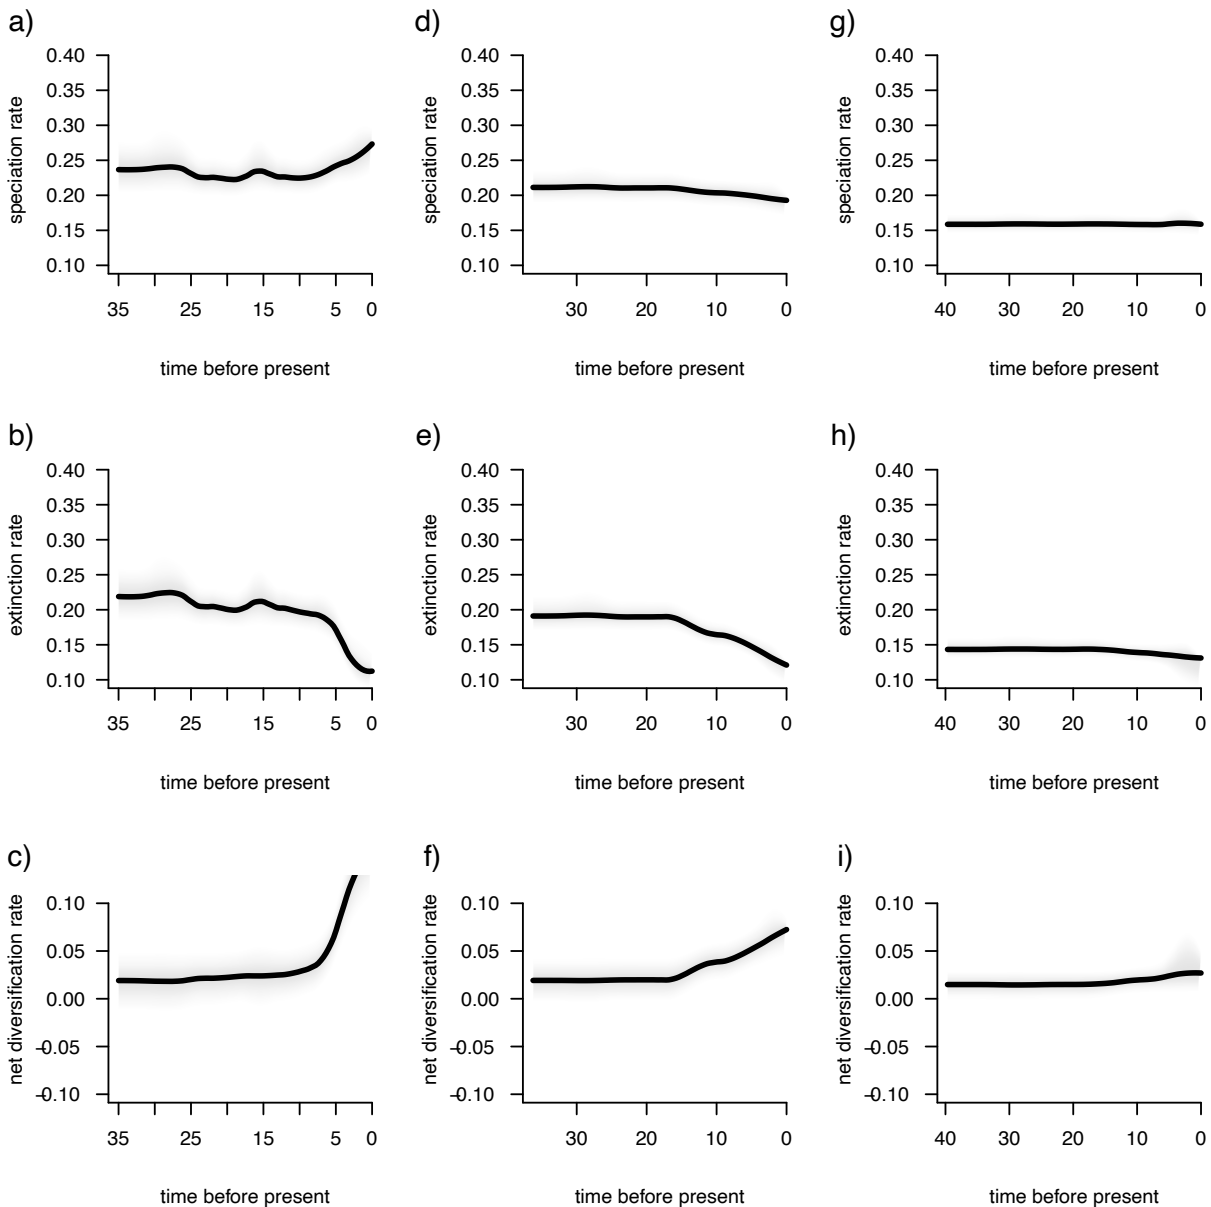 a)
speciation rate
0.40
0.35
0.30
0.25
0.20
0.15
0.10
35 25 15 5 0
time before present
d)
speciation rate
0.40
0.35
0.30
0.25
0.20
0.15
0.10
30 20 10 0
time before present
g)
speciation rate
0.40
0.35
0.30
0.25
0.20
0.15
0.10
40 30 20 10 0
time before present
b)
extinction rate
0.40
0.35
0.30
0.25
0.20
0.15
0.10
35 25 15 5 0
time before present
e)
extinction rate
0.40
0.35
0.30
0.25
0.20
0.15
0.10
30 20 10 0
time before present
h)
extinction rate
0.40
0.35
0.30
0.25
0.20
0.15
0.10
40 30 20 10 0
time before present
c)
net diversification rate
0.10
0.05
0.00
−0.05
−0.10
35 25 15 5 0
time before present
f)
net diversification rate
0.10
0.05
0.00
−0.05
−0.10
30 20 10 0
time before present
i)
net diversification rate
0.10
0.05
0.00
−0.05
−0.10
40 30 20 10 0
time before present